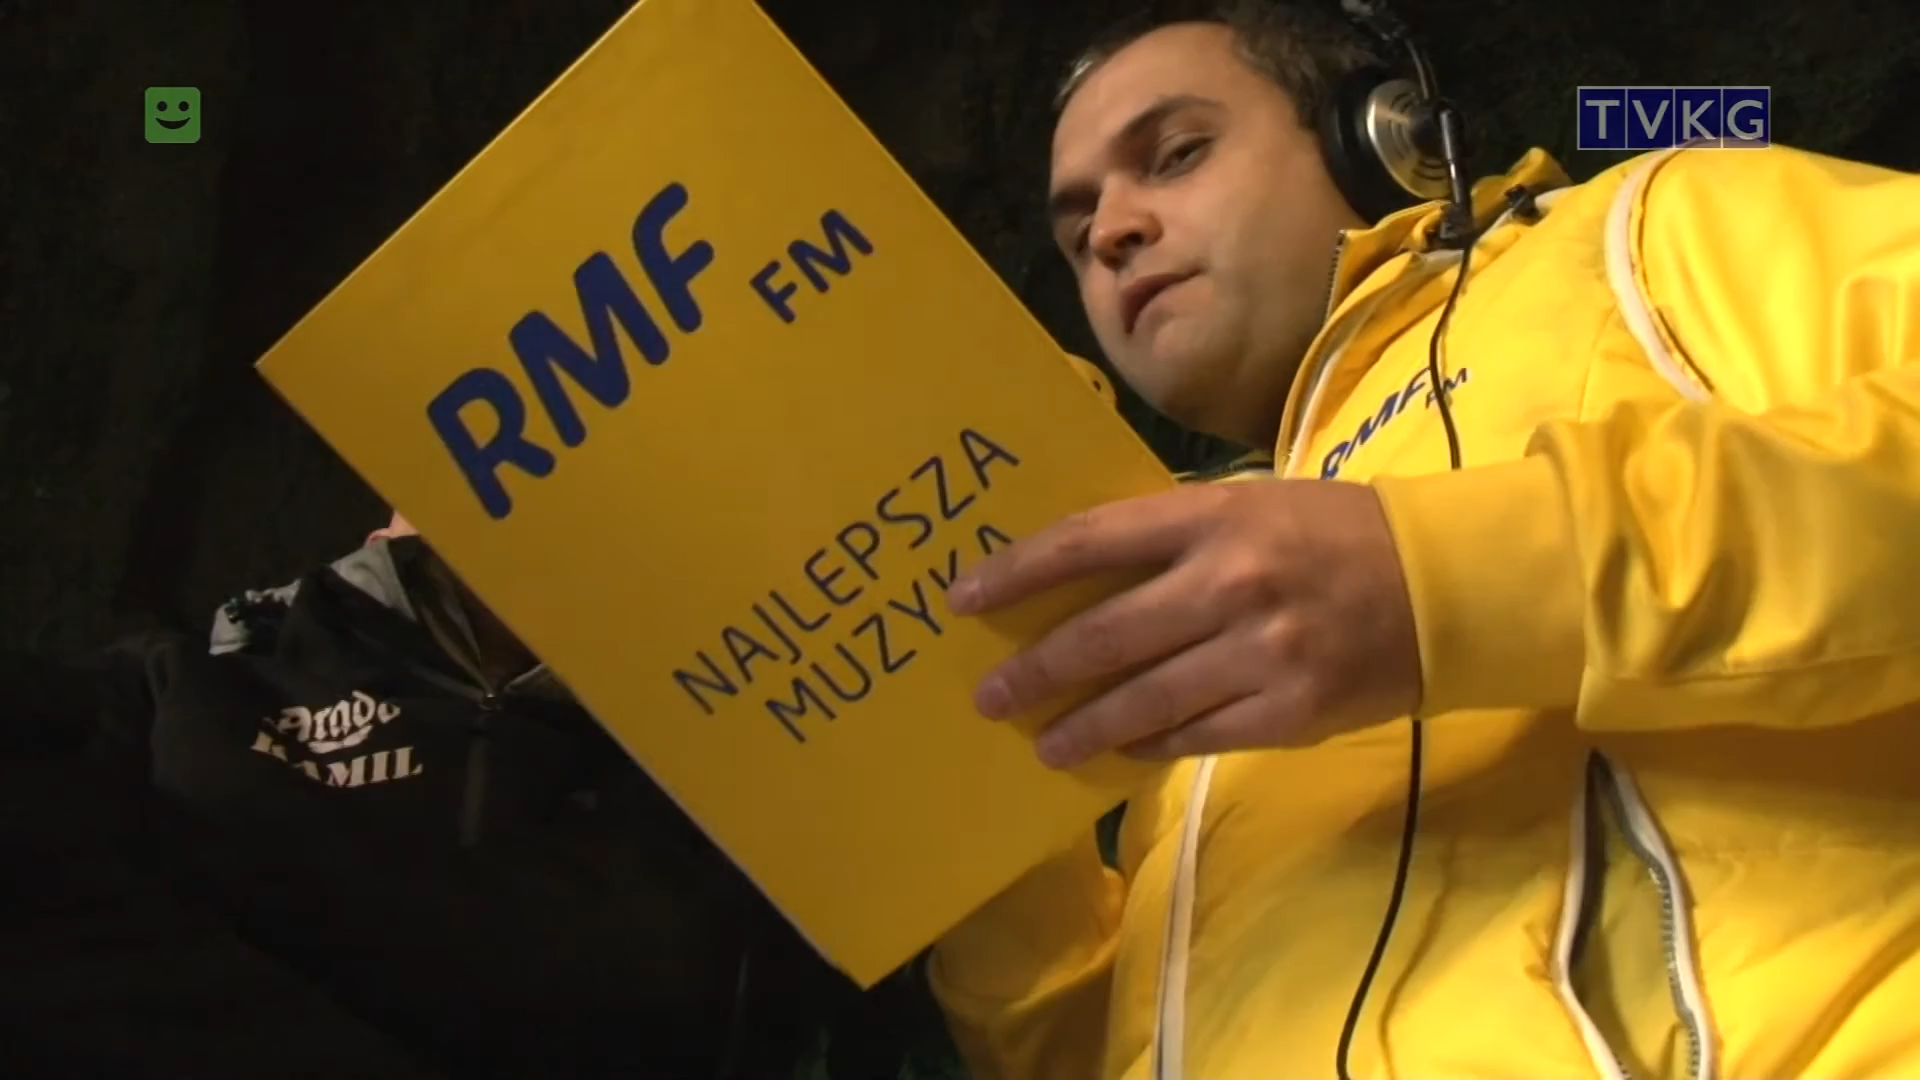 TVKG
RMF FM
NAJLEPSZA
MUZYKA
RMF FM
KAMIL